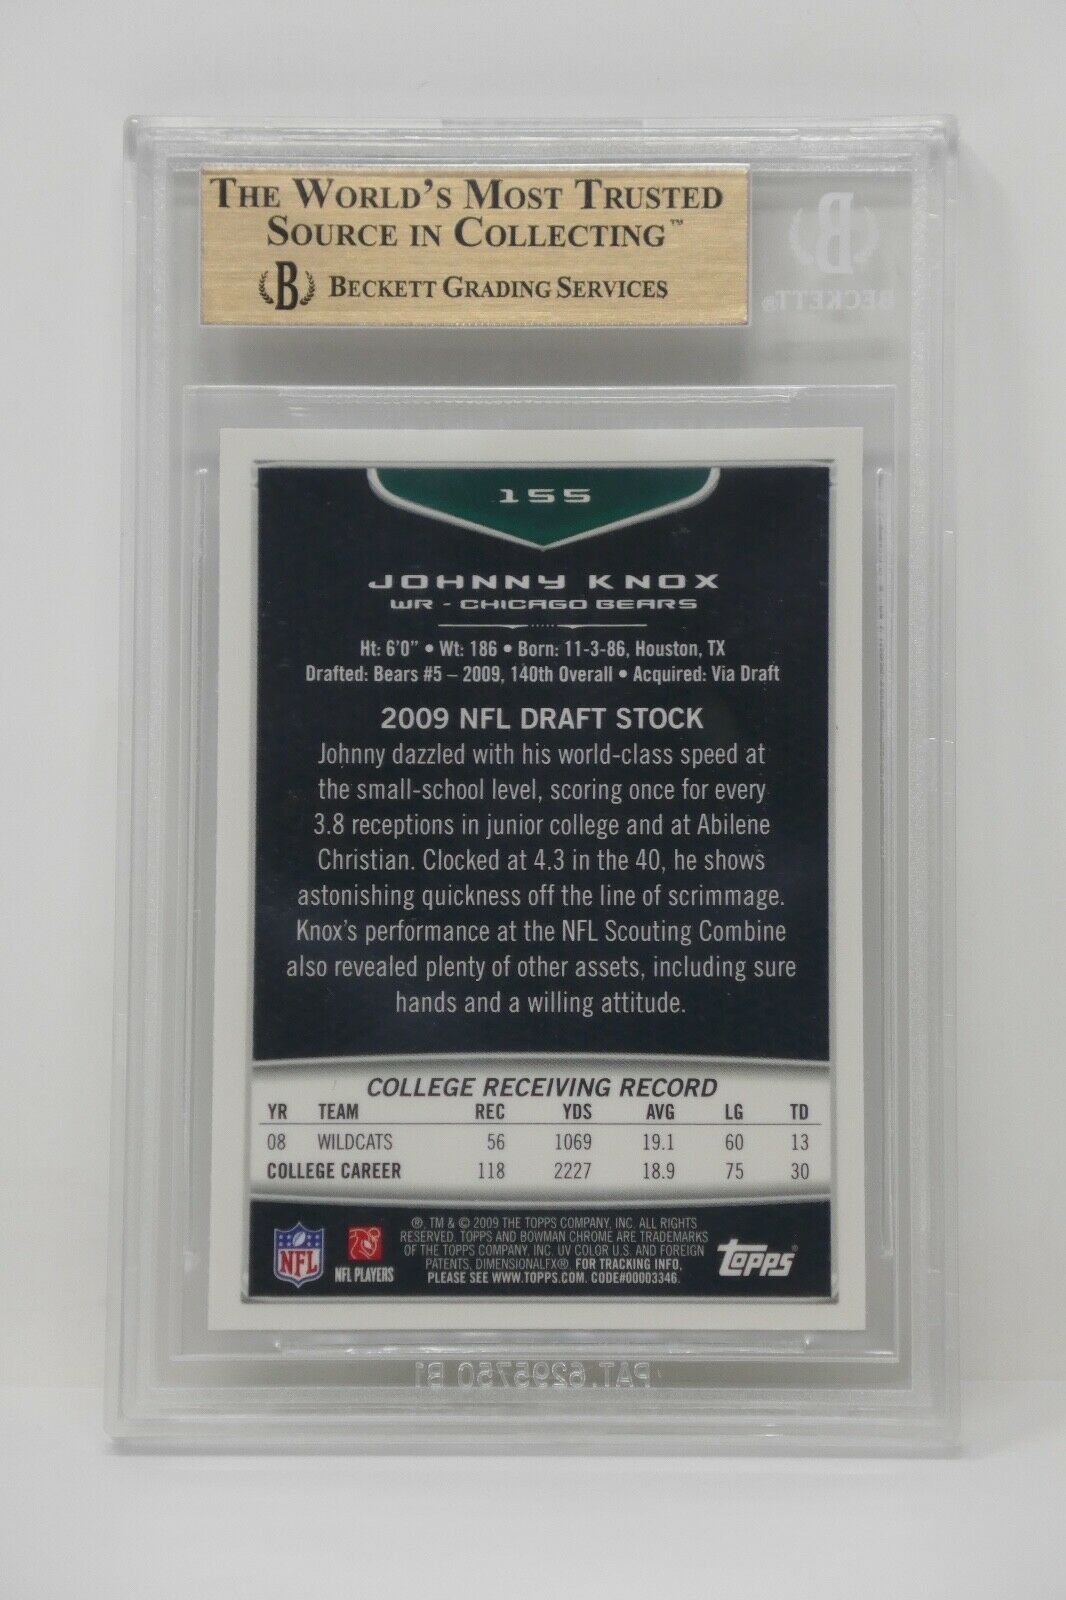 THE WORLD'S MOST TRUSTED
SOURCE IN COLLECTING™
B BECKETT GRADING SERVICES
B
BECKETT®
155
JOHNNY KNOX
WR - CHICAGO BEARS
Ht: 6'0" • Wt: 186 • Born: 11-3-86, Houston, TX
Drafted: Bears #5 – 2009, 140th Overall • Acquired: Via Draft
2009 NFL DRAFT STOCK
Johnny dazzled with his world-class speed at
the small-school level, scoring once for every
3.8 receptions in junior college and at Abilene
Christian. Clocked at 4.3 in the 40, he shows
astonishing quickness off the line of scrimmage.
Knox's performance at the NFL Scouting Combine
also revealed plenty of other assets, including sure
hands and a willing attitude.
COLLEGE RECEIVING RECORD
YR TEAM REC YDS AVG LG TD
08 WILDCATS 56 1069 19.1 60 13
COLLEGE CAREER 118 2227 18.9 75 30
®, TM & © 2009 THE TOPPS COMPANY, INC. ALL RIGHTS
RESERVED. TOPPS AND BOWMAN CHROME ARE TRADEMARKS
OF THE TOPPS COMPANY, INC. UV COLOR U.S. AND FOREIGN
PATENTS, DIMENSIONALFX®. FOR TRACKING INFO,
PLEASE SEE WWW.TOPPS.COM. CODE#00003346.
NFL
NFL PLAYERS
topps®
PAT. 6295750 B1